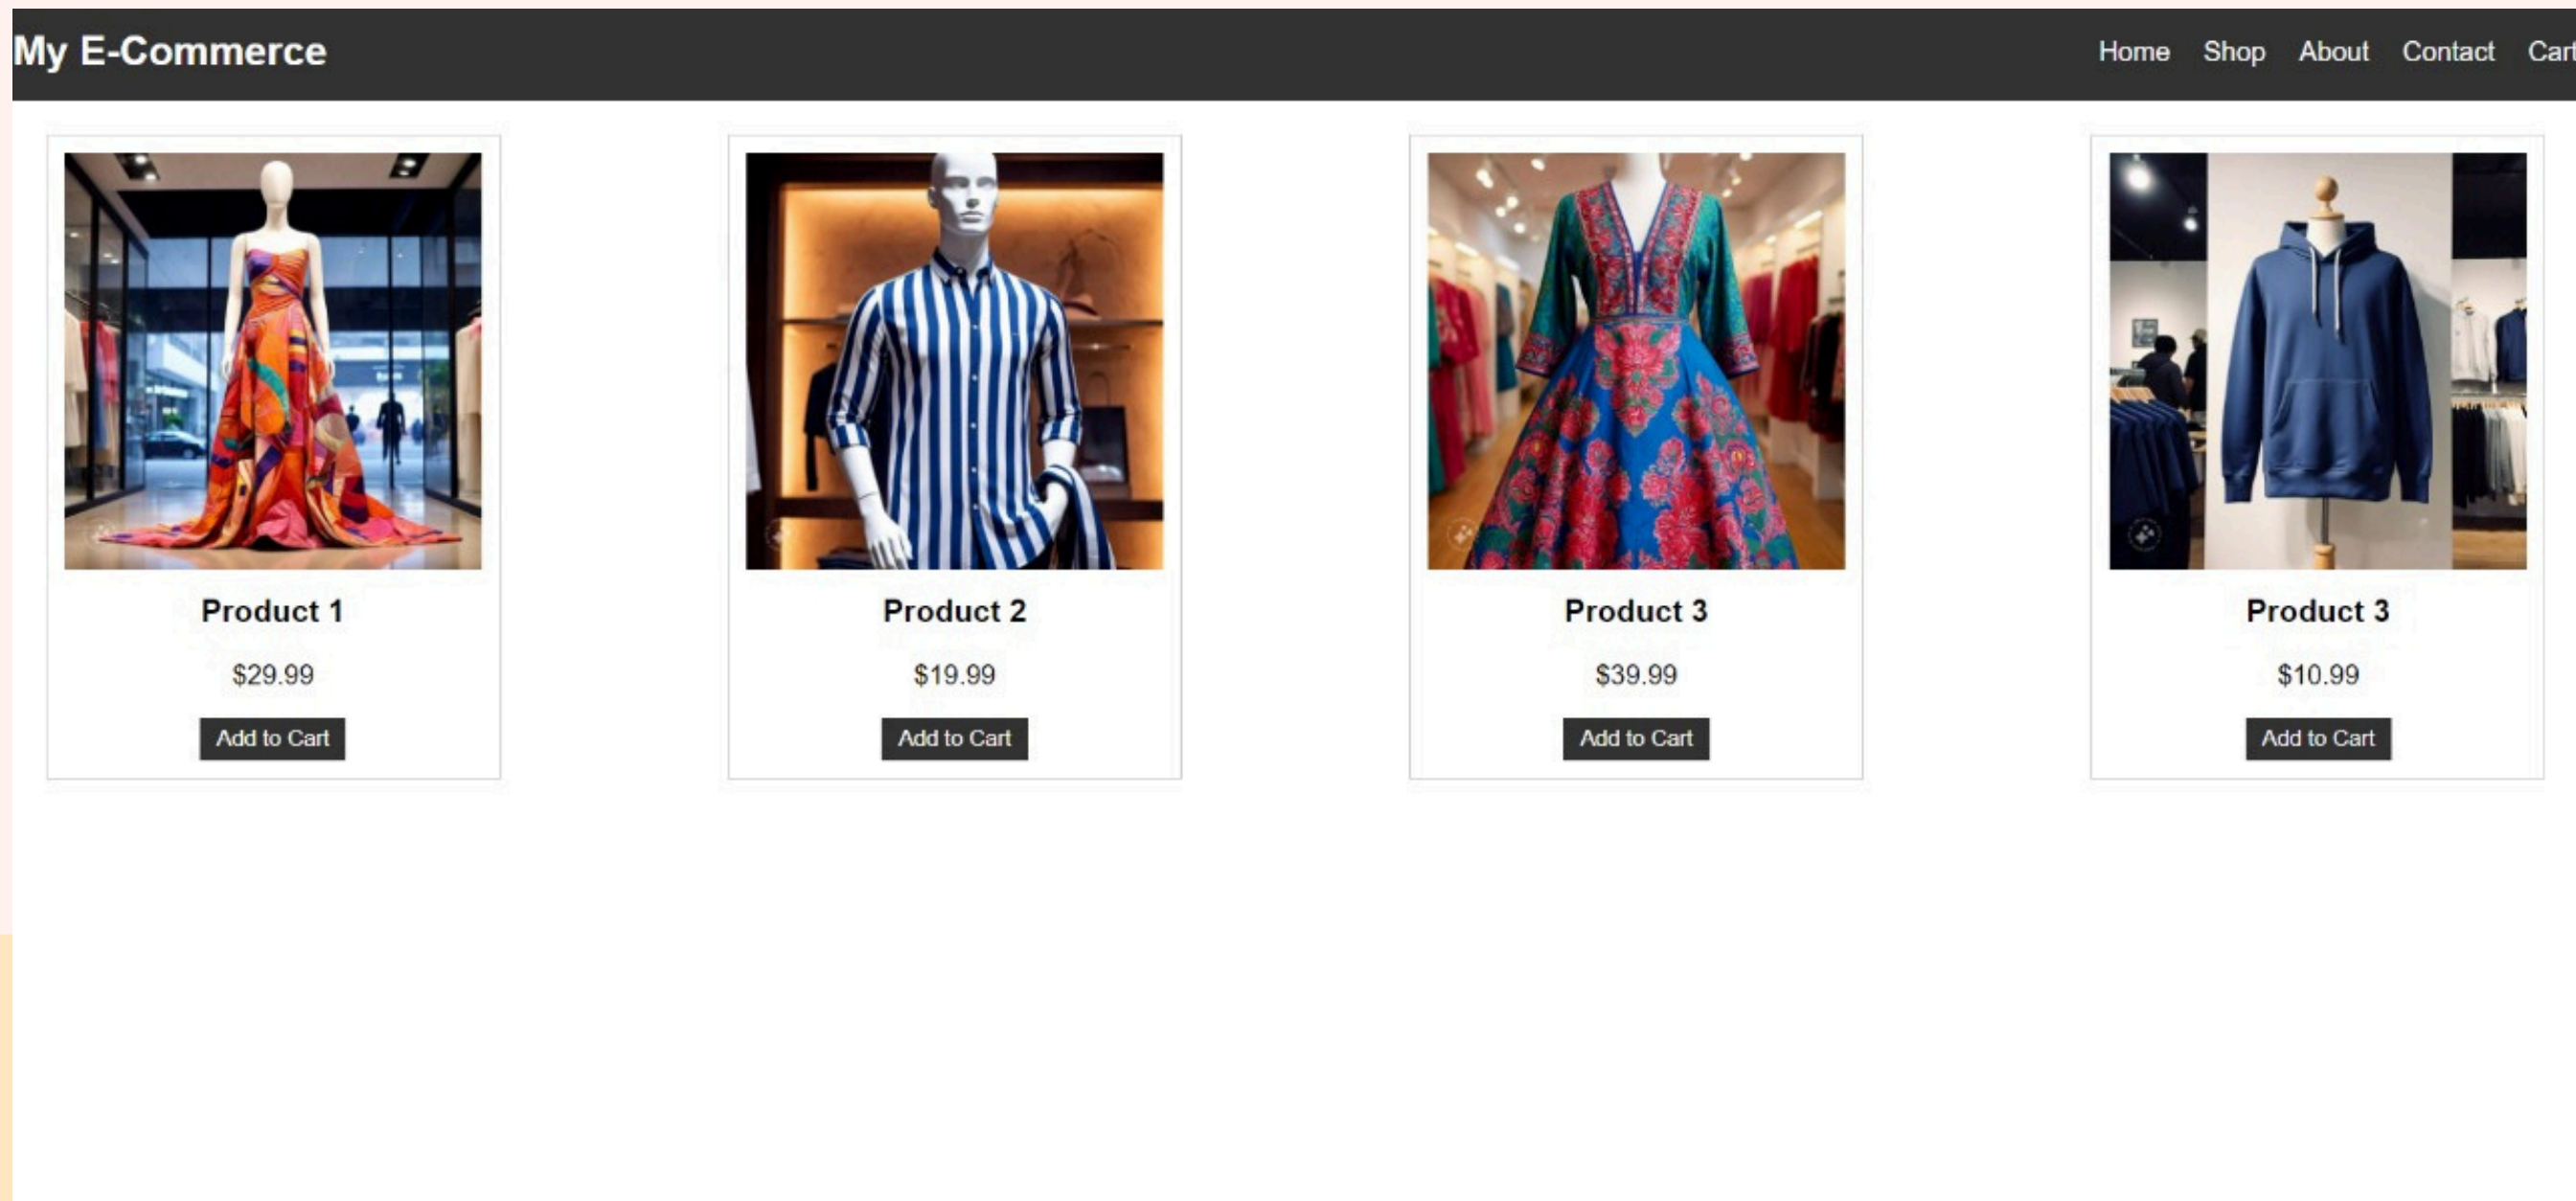 My E-Commerce
Home Shop About Contact Cart
Product 1
$29.99
Add to Cart
Product 2
$19.99
Add to Cart
Product 3
$39.99
Add to Cart
Product 3
$10.99
Add to Cart